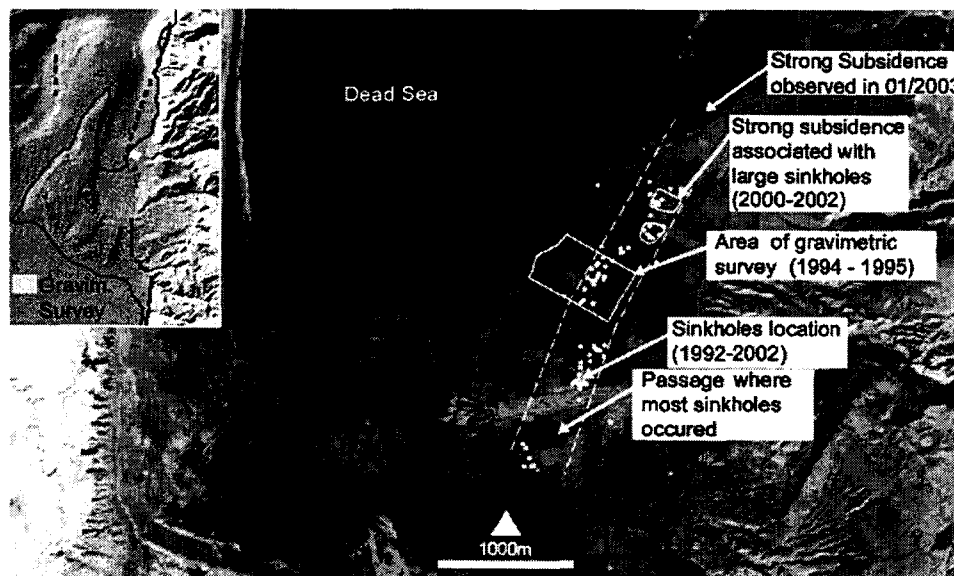 Dead Sea
Strong Subsidence
observed in 01/2003
Strong subsidence
associated with
large sinkholes
(2000-2002)
Area of gravimetric
survey (1994 - 1995)
Sinkholes location
(1992-2002)
Passage where
most sinkholes
occured
Gravim.
Survey
1000m